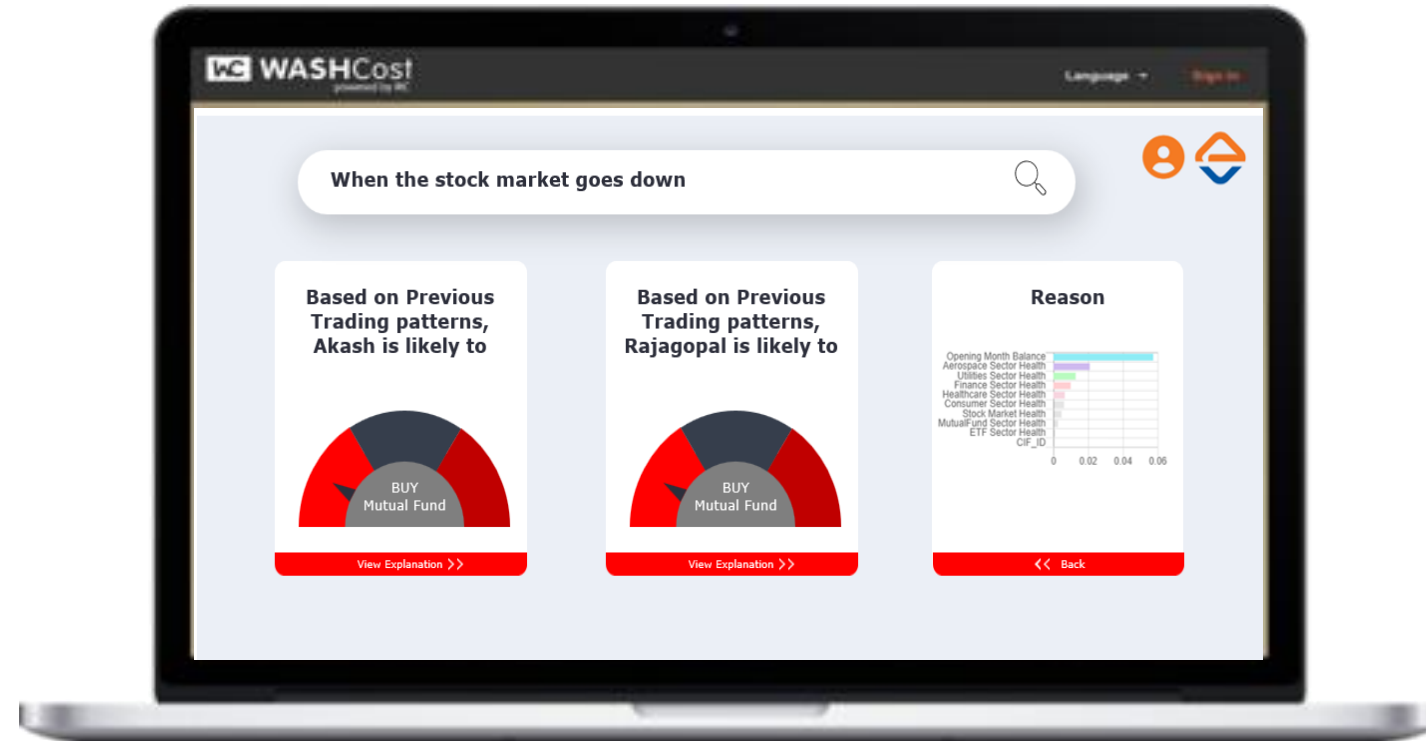 WC WASHCost
powered by IRC
Language
Sign In
When the stock market goes down
Based on Previous
Trading patterns,
Akash is likely to
BUY
Mutual Fund
View Explanation >>
Based on Previous
Trading patterns,
Rajagopal is likely to
BUY
Mutual Fund
View Explanation >>
Reason
Opening Month Balance
Aerospace Sector Health
Utilities Sector Health
Finance Sector Health
Healthcare Sector Health
Consumer Sector Health
Stock Market Health
MutualFund Sector Health
ETF Sector Health
CIF_ID
0 0.02 0.04 0.06
<< Back